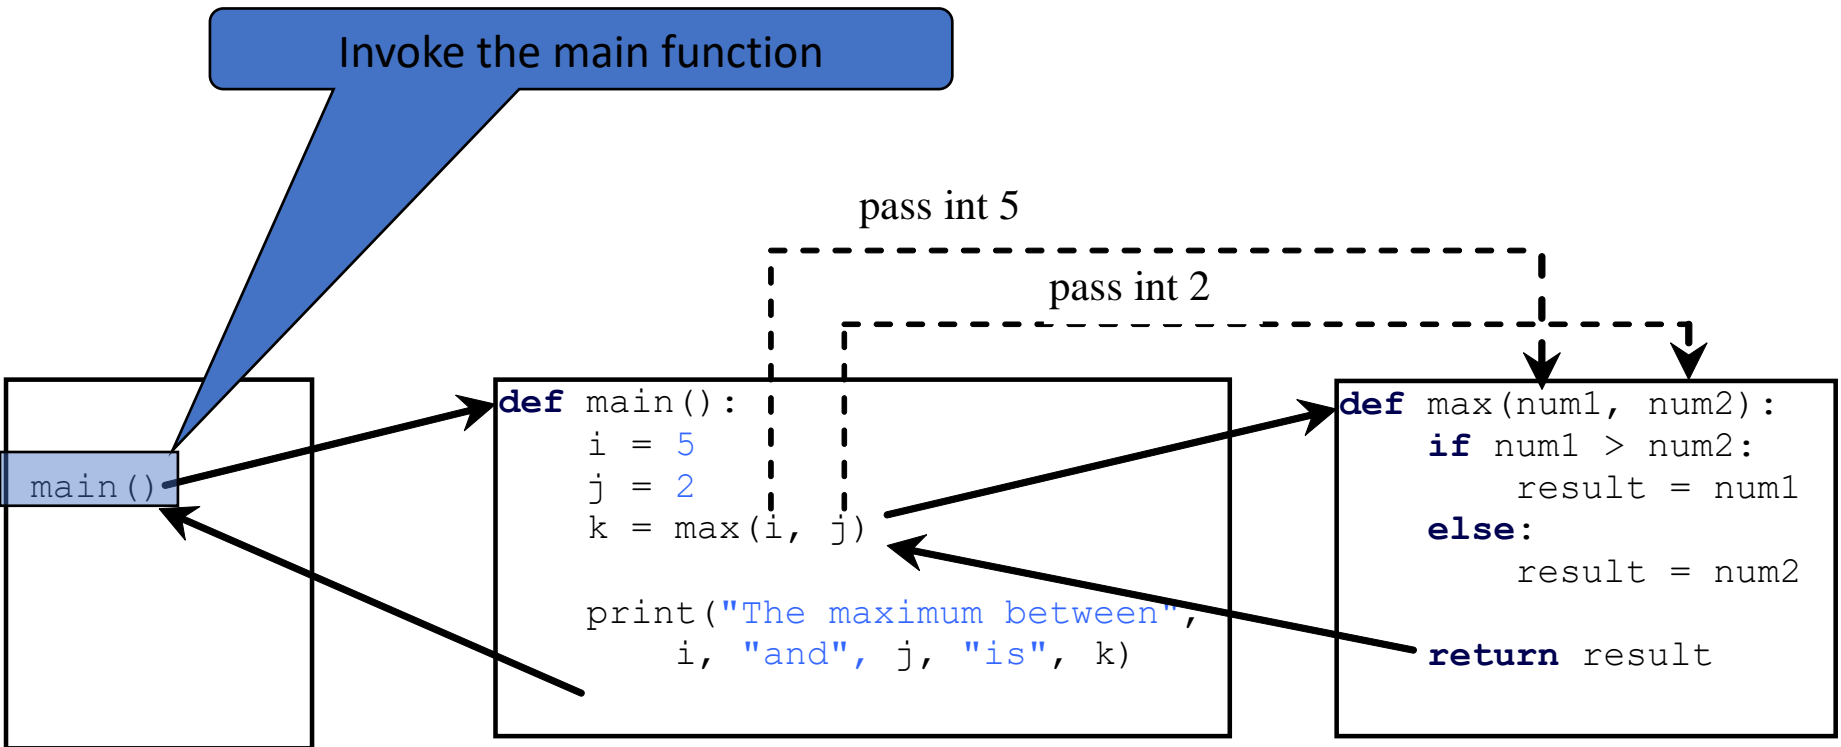 Invoke the main function
pass int 5
pass int 2
main()
def main():
    i = 5
    j = 2
    k = max(i, j)
    print("The maximum between",
        i, "and", j, "is", k)
def max(num1, num2):
    if num1 > num2:
        result = num1
    else:
        result = num2
    return result